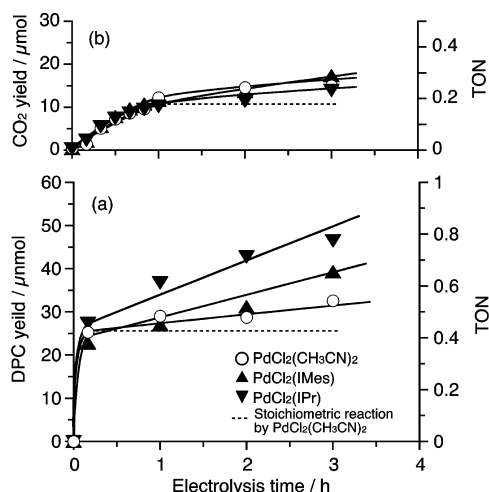 (b)
30
20
10
0
CO2 yield / µmol
0.4
0.2
0
TON
(a)
60
50
40
30
20
10
0
DPC yeild / µnmol
1
0.8
0.6
0.4
0.2
0
TON
PdCl2(CH3CN)2
PdCl2(IMes)
PdCl2(IPr)
Stoichiometric reaction
by PdCl2(CH3CN)2
0 1 2 3 4
Electrolysis time / h